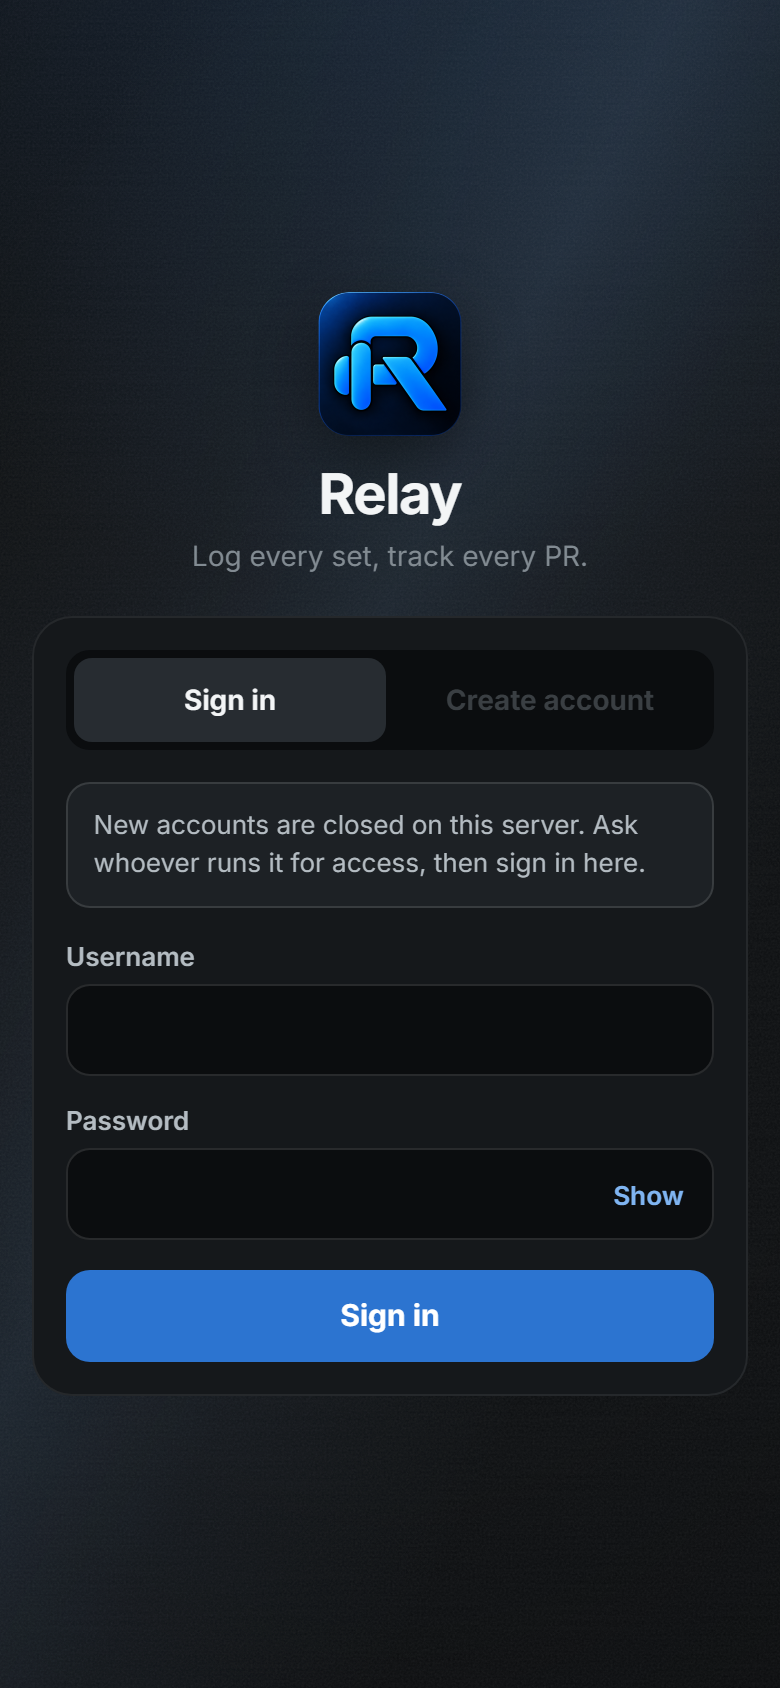 Relay
Log every set, track every PR.
Sign in
Create account
New accounts are closed on this server. Ask
whoever runs it for access, then sign in here.
Username
Password
Show
Sign in